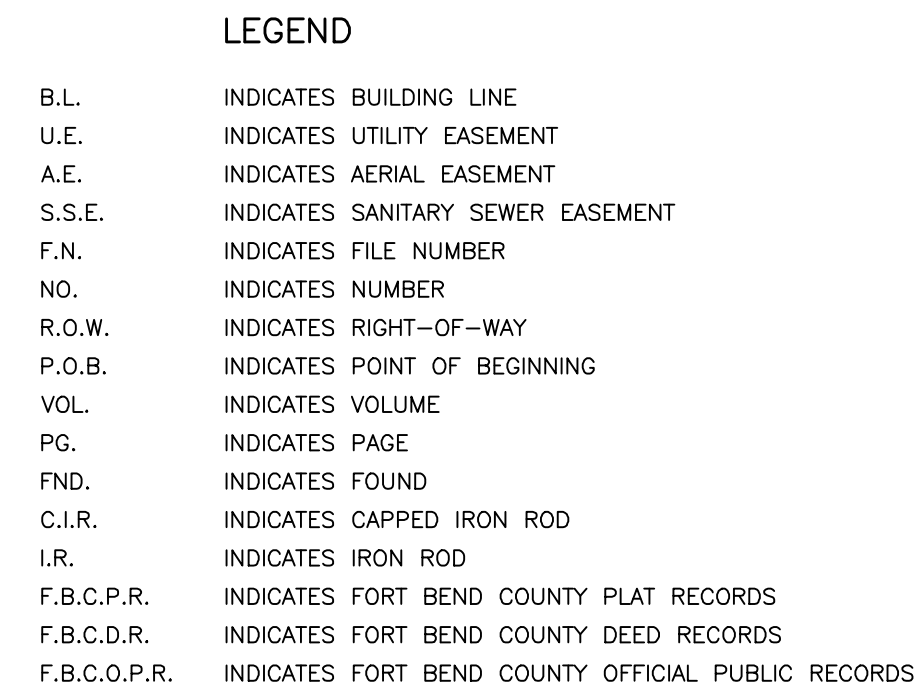 LEGEND
B.L. INDICATES BUILDING LINE
U.E. INDICATES UTILITY EASEMENT
A.E. INDICATES AERIAL EASEMENT
S.S.E. INDICATES SANITARY SEWER EASEMENT
F.N. INDICATES FILE NUMBER
NO. INDICATES NUMBER
R.O.W. INDICATES RIGHT-OF-WAY
P.O.B. INDICATES POINT OF BEGINNING
VOL. INDICATES VOLUME
PG. INDICATES PAGE
FND. INDICATES FOUND
C.I.R. INDICATES CAPPED IRON ROD
I.R. INDICATES IRON ROD
F.B.C.P.R. INDICATES FORT BEND COUNTY PLAT RECORDS
F.B.C.D.R. INDICATES FORT BEND COUNTY DEED RECORDS
F.B.C.O.P.R. INDICATES FORT BEND COUNTY OFFICIAL PUBLIC RECORDS